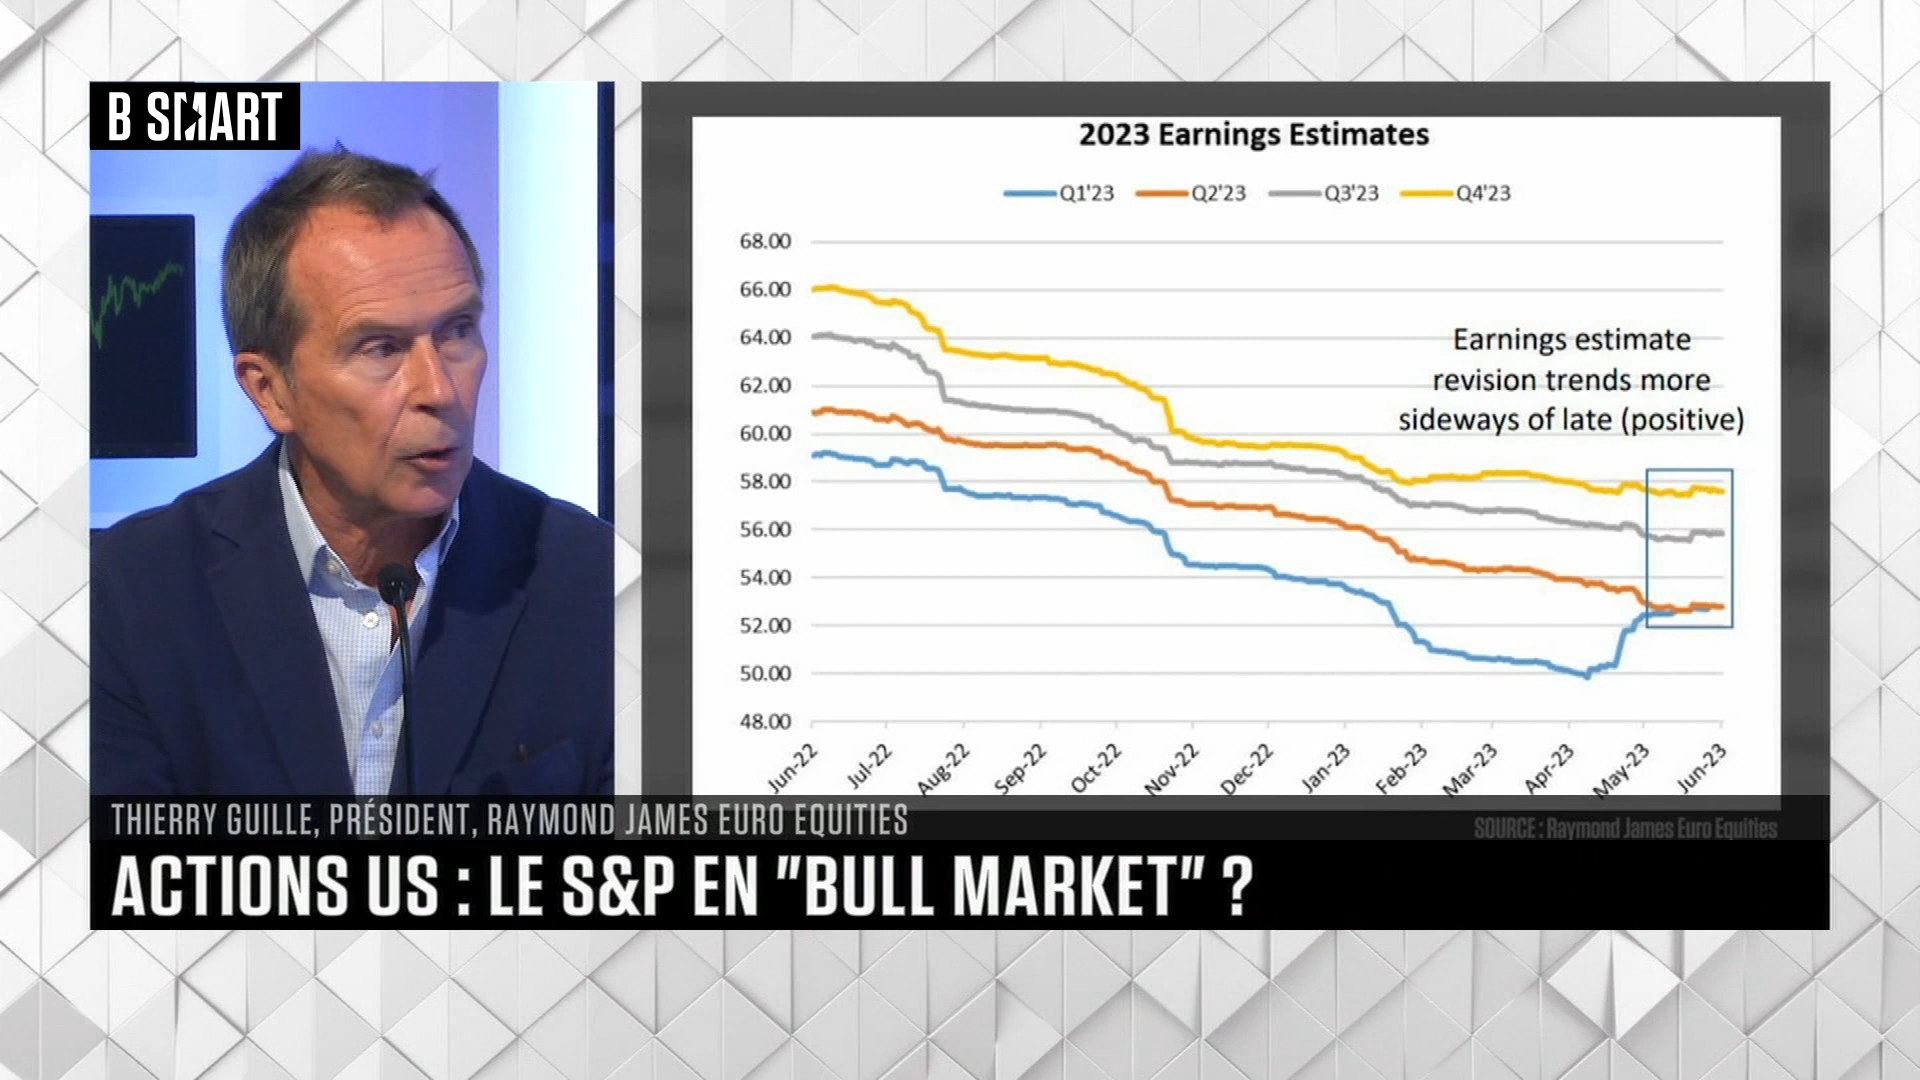 B SMART
2023 Earnings Estimates
Q1'23 Q2'23 Q3'23 Q4'23
68.00
66.00
64.00
62.00
60.00
58.00
56.00
54.00
52.00
50.00
48.00
Earnings estimate
revision trends more
sideways of late (positive)
Jun-22 Jul-22 Aug-22 Sep-22 Oct-22 Nov-22 Dec-22 Jan-23 Feb-23 Mar-23 Apr-23 May-23 Jun-23
THIERRY GUILLE, PRÉSIDENT, RAYMOND JAMES EURO EQUITIES
SOURCE : Raymond James Euro Equities
ACTIONS US : LE S&P EN "BULL MARKET" ?